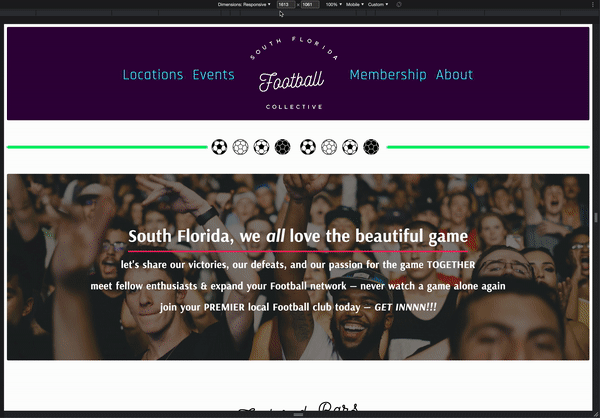 Dimensions: Responsive ▼ 1613 x 1061 100% ▼ Mobile ▼ Custom ▼
SOUTH FLORIDA
Locations Events Football Membership About
COLLECTIVE
South Florida, we all love the beautiful game
let's share our victories, our defeats, and our passion for the game TOGETHER
meet fellow enthusiasts & expand your Football network — never watch a game alone again
join your PREMIER local Football club today — GET INNNN!!!
Bars